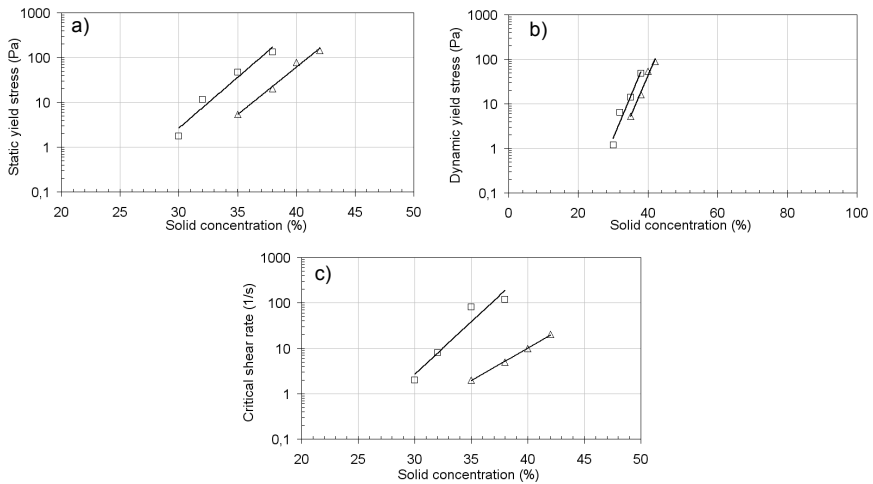 a)
1000
100
10
1
0,1
Static yield stress (Pa)
20 25 30 35 40 45 50
Solid concentration (%)
b)
1000
100
10
1
0,1
Dynamic yield stress (Pa)
0 20 40 60 80 100
Solid concentration (%)
c)
1000
100
10
1
0,1
Critical shear rate (1/s)
20 25 30 35 40 45 50
Solid concentration (%)